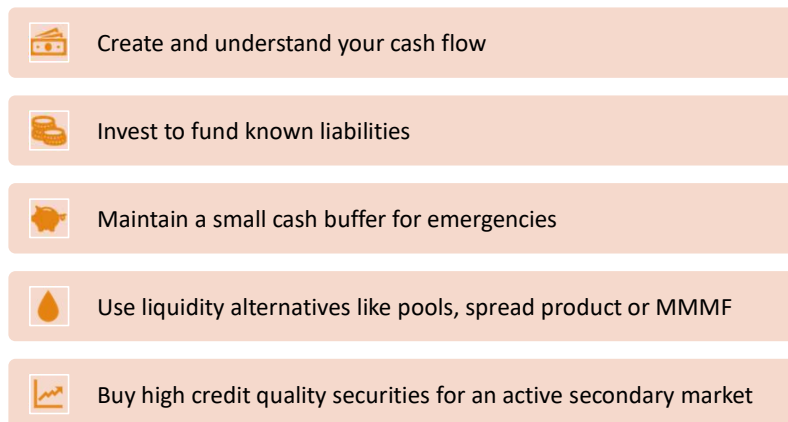 Create and understand your cash flow
Invest to fund known liabilities
Maintain a small cash buffer for emergencies
Use liquidity alternatives like pools, spread product or MMMF
Buy high credit quality securities for an active secondary market